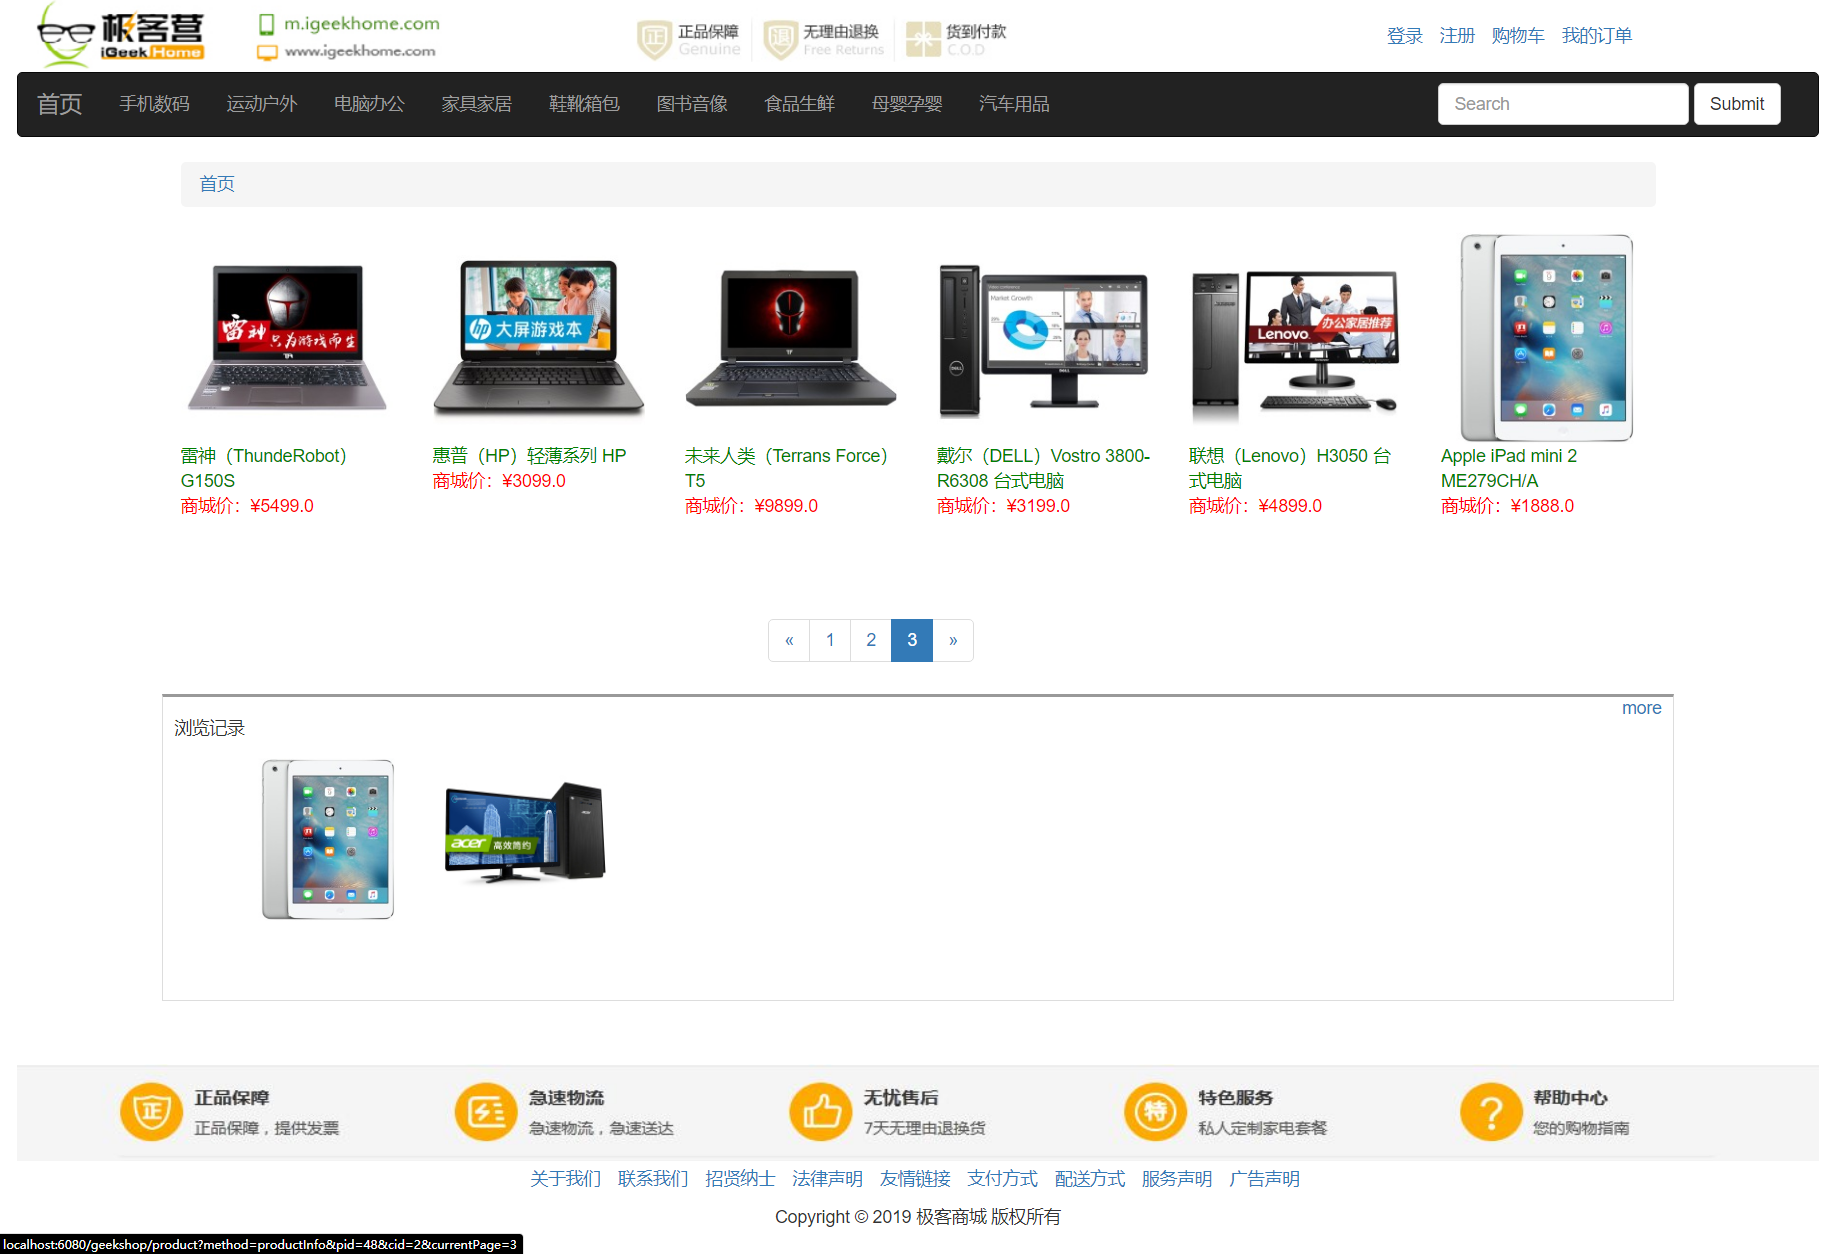 极客营
iGeek Home
m.igeekhome.com
www.igeekhome.com
正 正品保障
Genuine
退 无理由退换
Free Returns
货到付款
C.O.D
登录 注册 购物车 我的订单
首页 手机数码 运动户外 电脑办公 家具家居 鞋靴箱包 图书音像 食品生鲜 母婴孕婴 汽车用品 Search Submit
首页
雷神 只为游戏而生
hp 大屏游戏本
Market Growth
DELL
Lenovo. 办公家居推荐
雷神（ThundeRobot）
G150S
商城价：¥5499.0
惠普（HP）轻薄系列 HP
商城价：¥3099.0
未来人类（Terrans Force）
T5
商城价：¥9899.0
戴尔（DELL）Vostro 3800-
R6308 台式电脑
商城价：¥3199.0
联想（Lenovo）H3050 台
式电脑
商城价：¥4899.0
Apple iPad mini 2
ME279CH/A
商城价：¥1888.0
« 1 2 3 »
more
浏览记录
acer 高效简约
正 正品保障
正品保障，提供发票
急速物流
急速物流，急速送达
无忧售后
7天无理由退换货
特 特色服务
私人定制家电套餐
? 帮助中心
您的购物指南
关于我们 联系我们 招贤纳士 法律声明 友情链接 支付方式 配送方式 服务声明 广告声明
Copyright © 2019 极客商城 版权所有
localhost:6080/geekshop/product?method=productInfo&pid=48&cid=2&currentPage=3